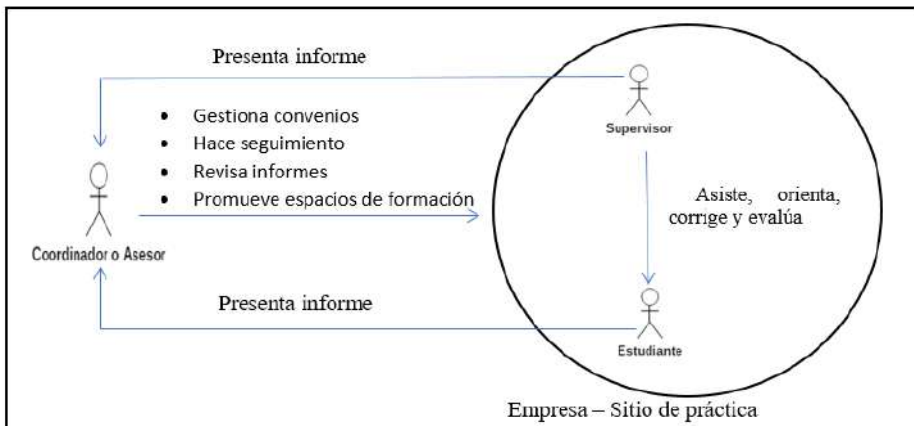 Presenta informe
• Gestiona convenios
• Hace seguimiento
• Revisa informes
• Promueve espacios de formación
Supervisor
Asiste, orienta,
corrige y evalúa
Coordinador o Asesor
Presenta informe
Estudiante
Empresa – Sitio de práctica